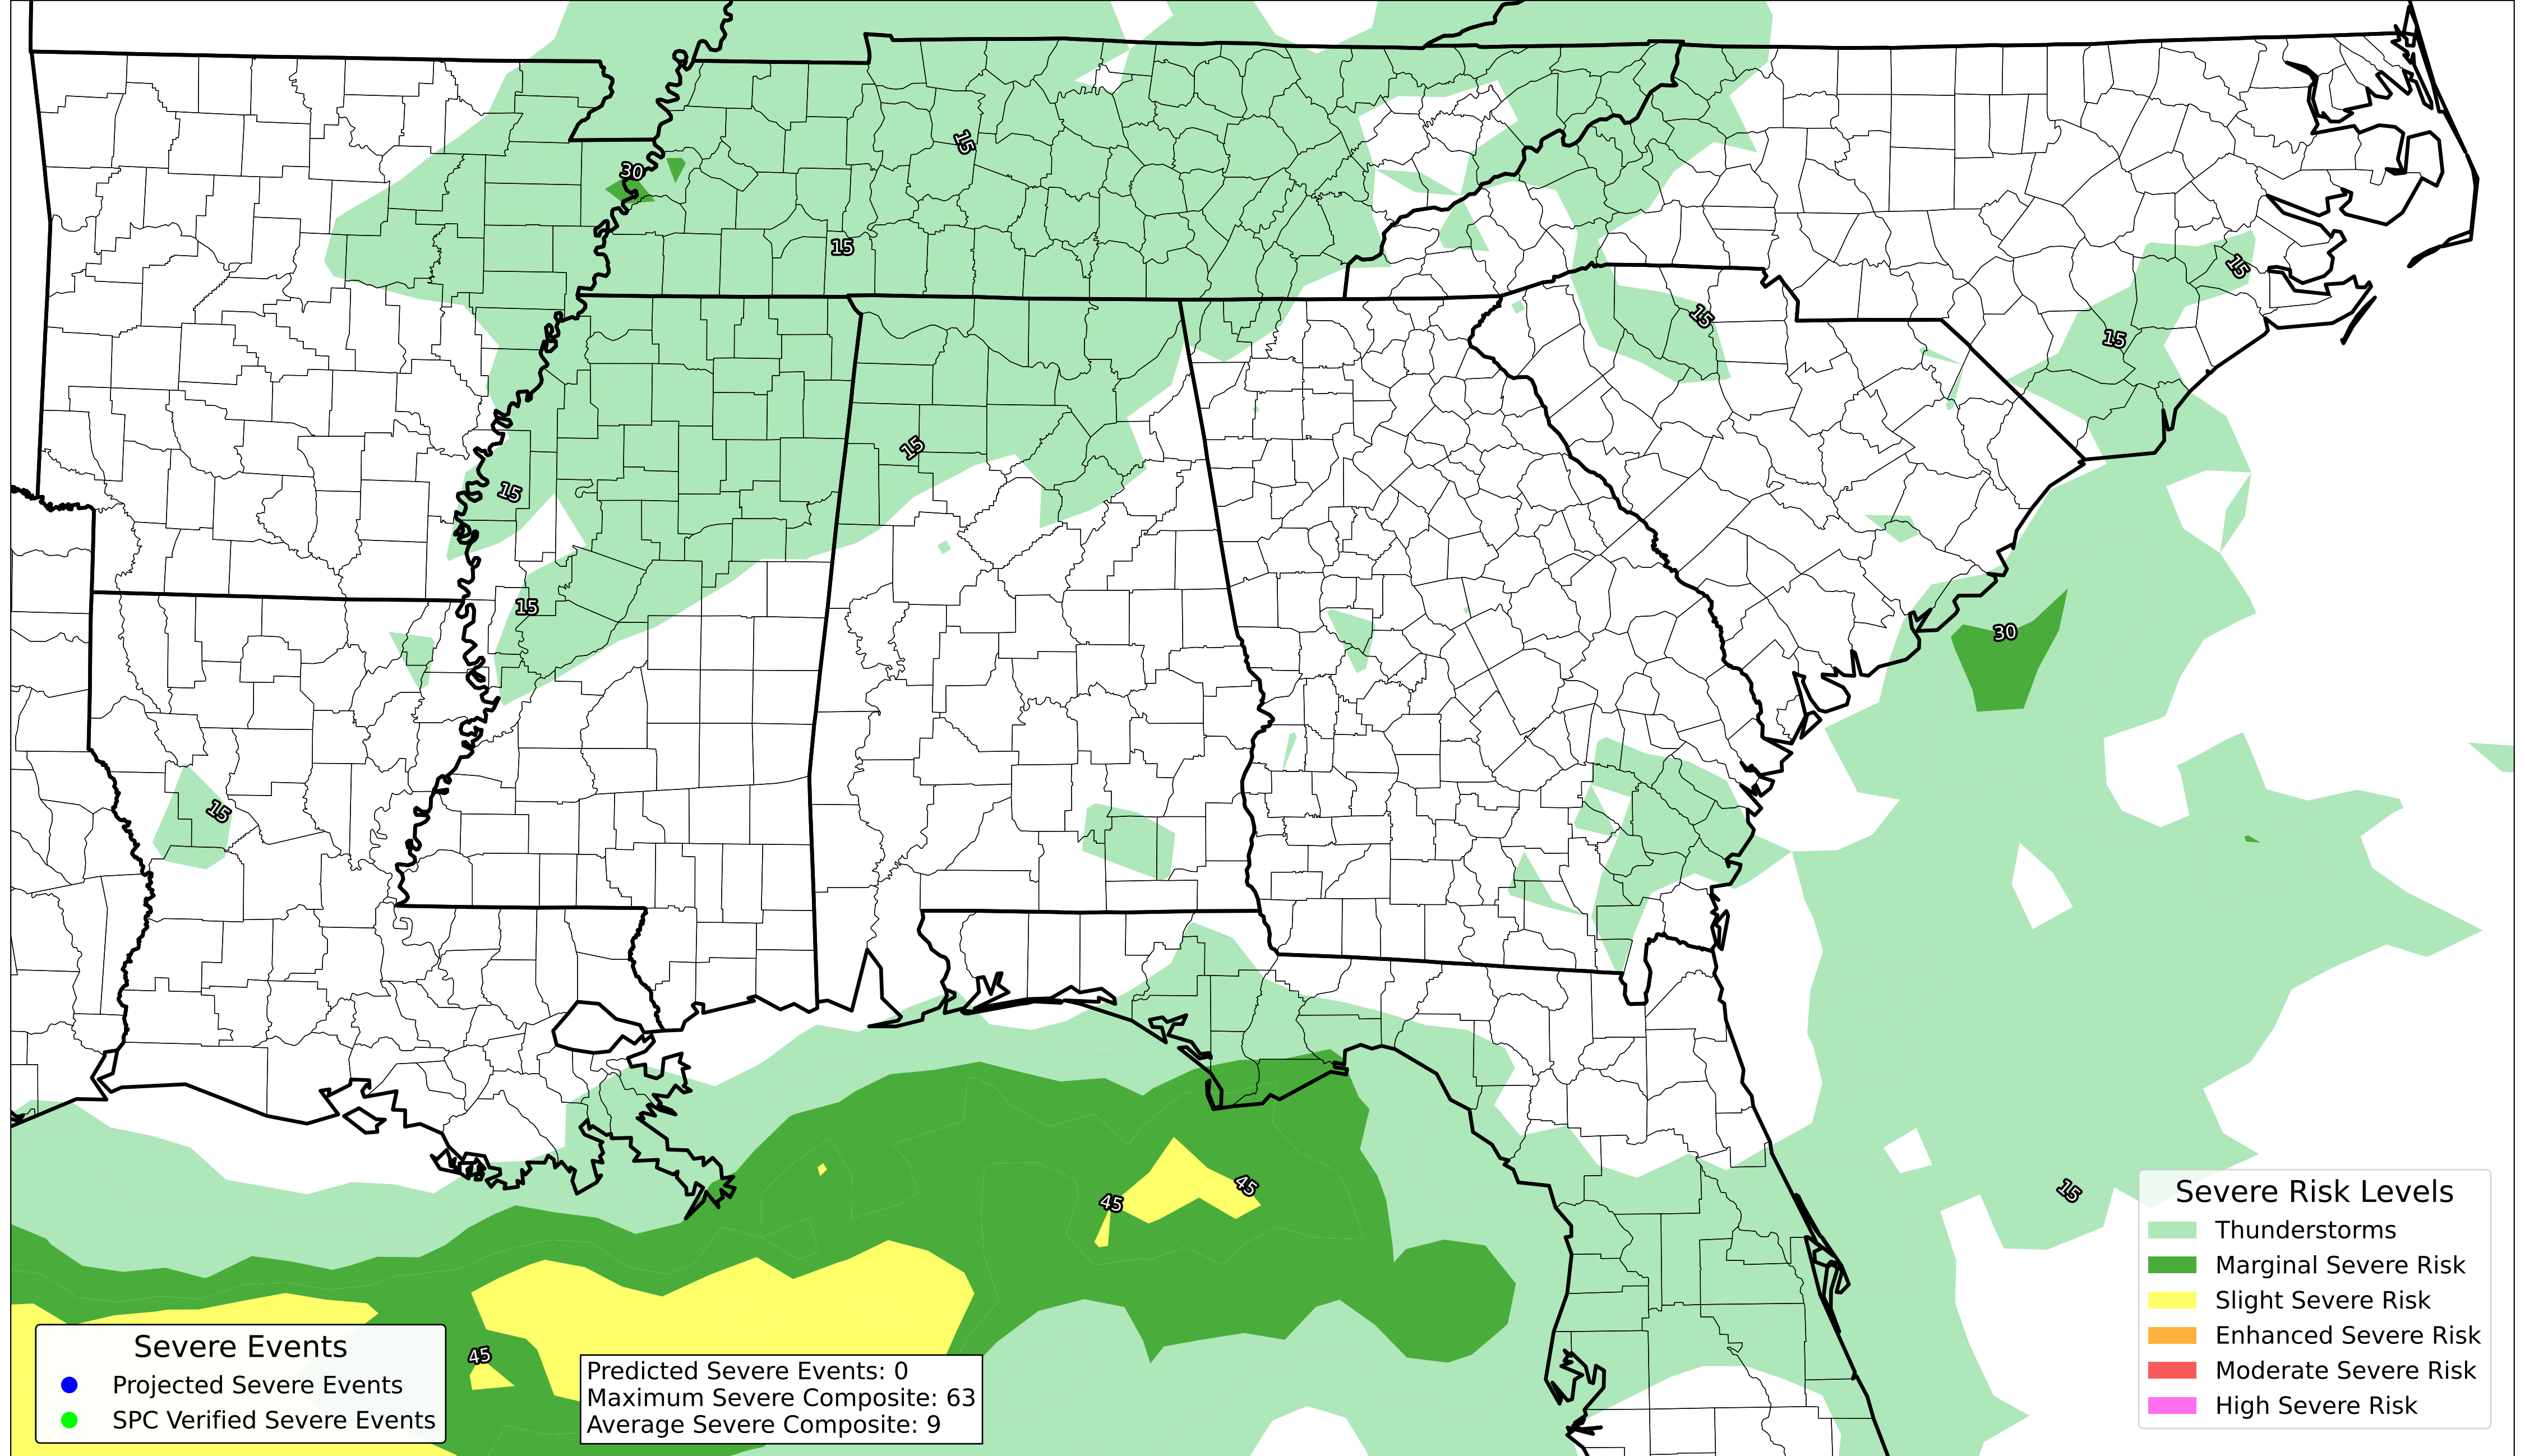 15
30
15
15
15
15
15
15
15
30
15
15
45
45
15
45
Severe Events
Projected Severe Events
SPC Verified Severe Events
Predicted Severe Events: 0
Maximum Severe Composite: 63
Average Severe Composite: 9
Severe Risk Levels
Thunderstorms
Marginal Severe Risk
Slight Severe Risk
Enhanced Severe Risk
Moderate Severe Risk
High Severe Risk